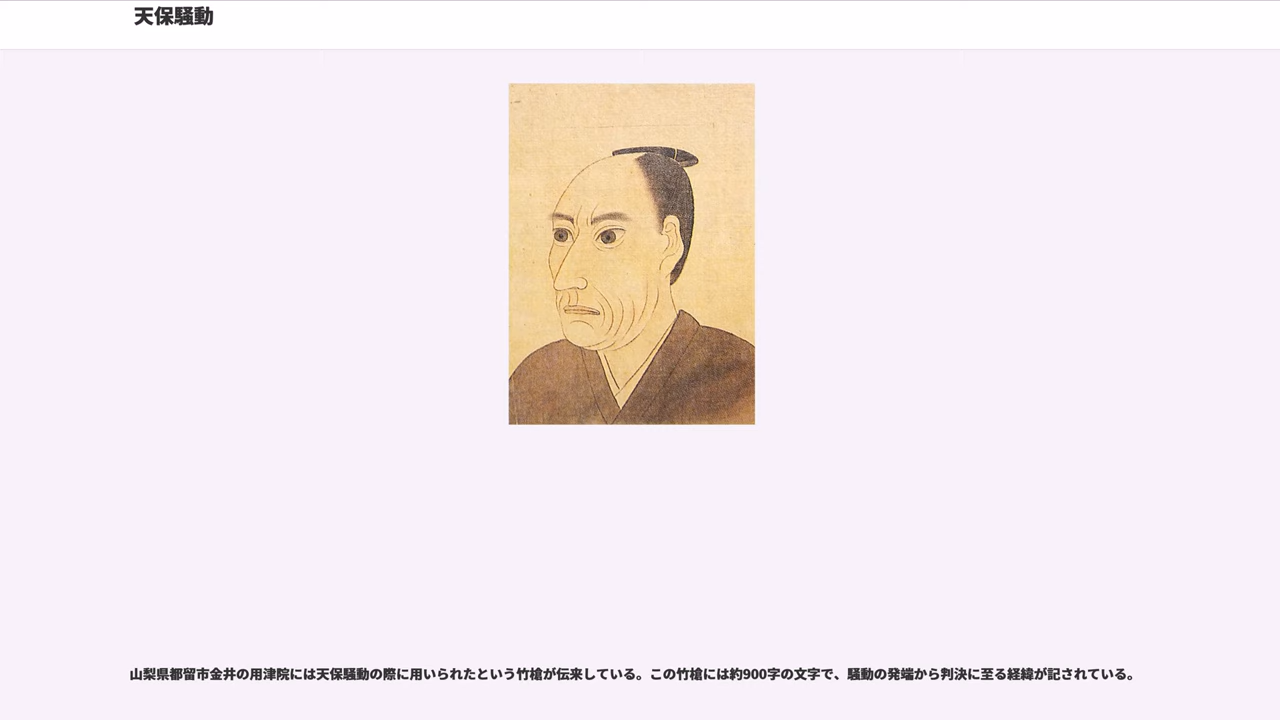 天保騒動
山梨県都留市金井の用津院には天保騒動の際に用いられたという竹槍が伝来している。この竹槍には約900字の文字で、騒動の発端から判決に至る経緯が記されている。